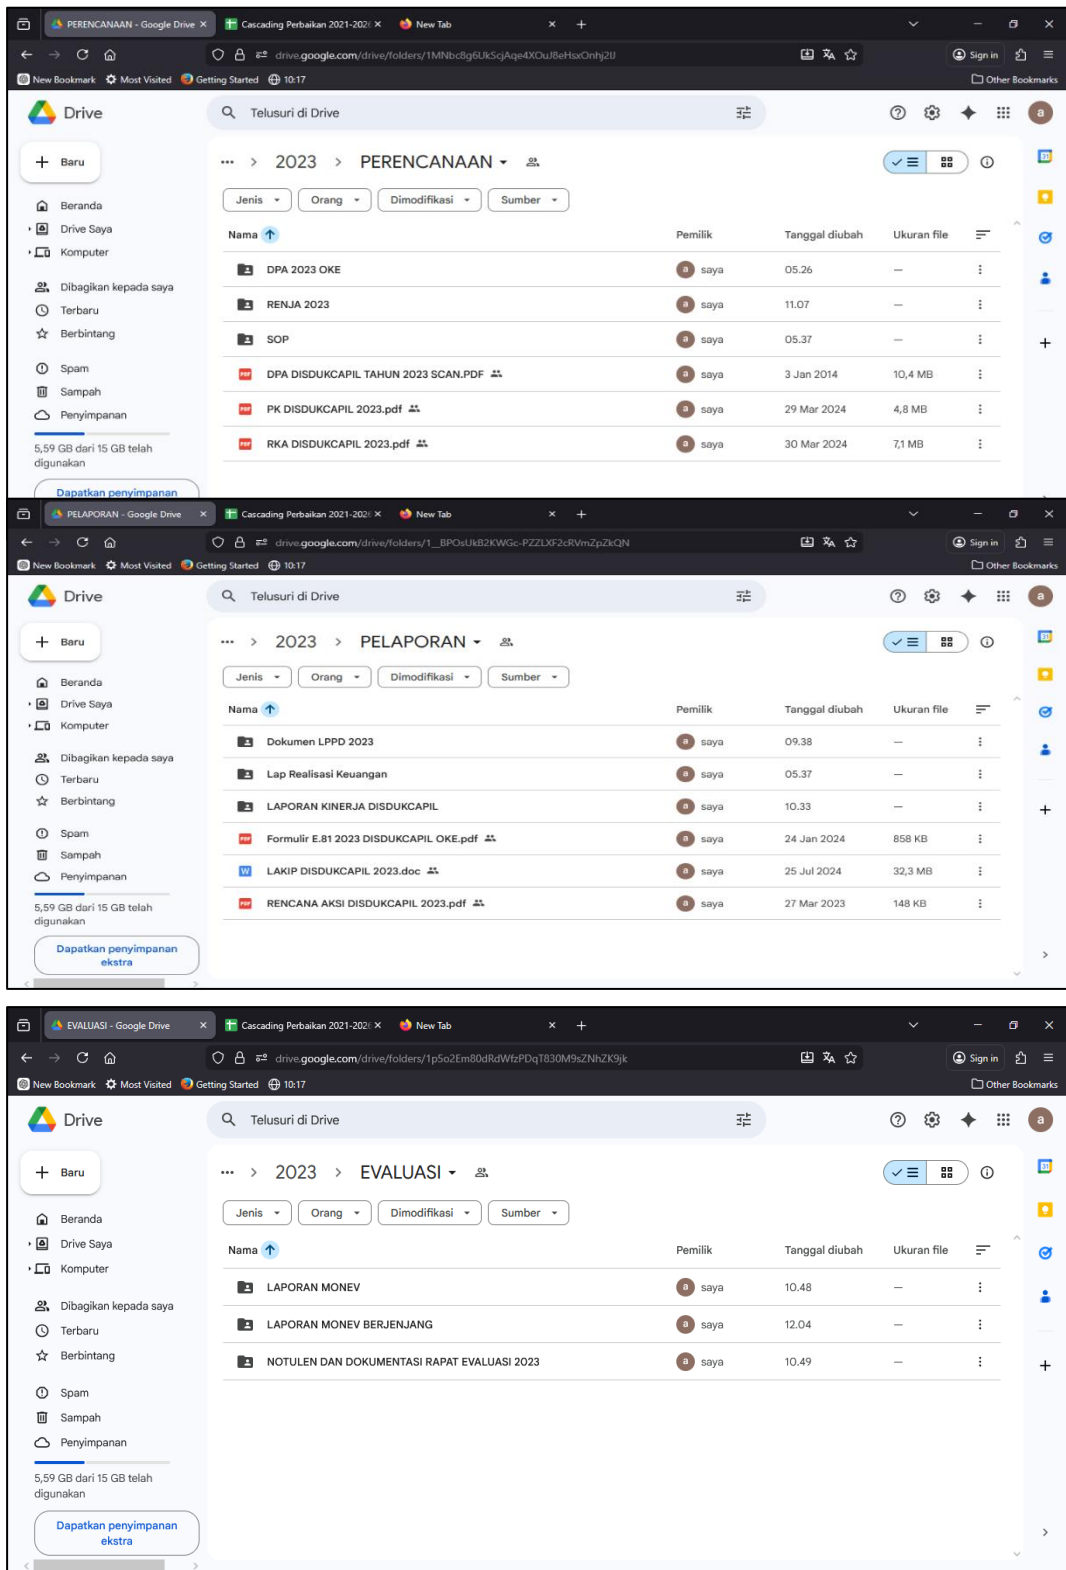 PERENCANAAN - Google Drive
Cascading Perbaikan 2021-202
New Tab
drive.google.com/drive/folders/1MNbc8g6UkScjAqe4XOuJ8eHsxOnhj2IJ
Sign in
New Bookmark Most Visited Getting Started 10:17 Other Bookmarks
Drive
Telusuri di Drive
a
Baru
2023 > PERENCANAAN
Jenis Orang Dimodifikasi Sumber
Beranda
Drive Saya
Komputer
Dibagikan kepada saya
Terbaru
Berbintang
Spam
Sampah
Penyimpanan
5,59 GB dari 15 GB telah
digunakan
Dapatkan penyimpanan
Nama Pemilik Tanggal diubah Ukuran file
DPA 2023 OKE a saya 05.26 —
RENJA 2023 a saya 11.07 —
SOP a saya 05.37 —
DPA DISDUKCAPIL TAHUN 2023 SCAN.PDF a saya 3 Jan 2014 10,4 MB
PK DISDUKCAPIL 2023.pdf a saya 29 Mar 2024 4,8 MB
RKA DISDUKCAPIL 2023.pdf a saya 30 Mar 2024 7,1 MB
PELAPORAN - Google Drive
Cascading Perbaikan 2021-202
New Tab
drive.google.com/drive/folders/1__BPOsUkB2KWGc-PZZLXF2cRVmZpZkQN
Sign in
New Bookmark Most Visited Getting Started 10:17 Other Bookmarks
Drive
Telusuri di Drive
a
Baru
2023 > PELAPORAN
Jenis Orang Dimodifikasi Sumber
Beranda
Drive Saya
Komputer
Dibagikan kepada saya
Terbaru
Berbintang
Spam
Sampah
Penyimpanan
5,59 GB dari 15 GB telah
digunakan
Dapatkan penyimpanan
ekstra
Nama Pemilik Tanggal diubah Ukuran file
Dokumen LPPD 2023 a saya 09.38 —
Lap Realisasi Keuangan a saya 05.37 —
LAPORAN KINERJA DISDUKCAPIL a saya 10.33 —
Formulir E.81 2023 DISDUKCAPIL OKE.pdf a saya 24 Jan 2024 858 KB
LAKIP DISDUKCAPIL 2023.doc a saya 25 Jul 2024 32,3 MB
RENCANA AKSI DISDUKCAPIL 2023.pdf a saya 27 Mar 2023 148 KB
EVALUASI - Google Drive
Cascading Perbaikan 2021-202
New Tab
drive.google.com/drive/folders/1p5o2Em80dRdWfzPDqT830M9sZNhZK9jk
Sign in
New Bookmark Most Visited Getting Started 10:17 Other Bookmarks
Drive
Telusuri di Drive
a
Baru
2023 > EVALUASI
Jenis Orang Dimodifikasi Sumber
Beranda
Drive Saya
Komputer
Dibagikan kepada saya
Terbaru
Berbintang
Spam
Sampah
Penyimpanan
5,59 GB dari 15 GB telah
digunakan
Dapatkan penyimpanan
ekstra
Nama Pemilik Tanggal diubah Ukuran file
LAPORAN MONEV a saya 10.48 —
LAPORAN MONEV BERJENJANG a saya 12.04 —
NOTULEN DAN DOKUMENTASI RAPAT EVALUASI 2023 a saya 10.49 —